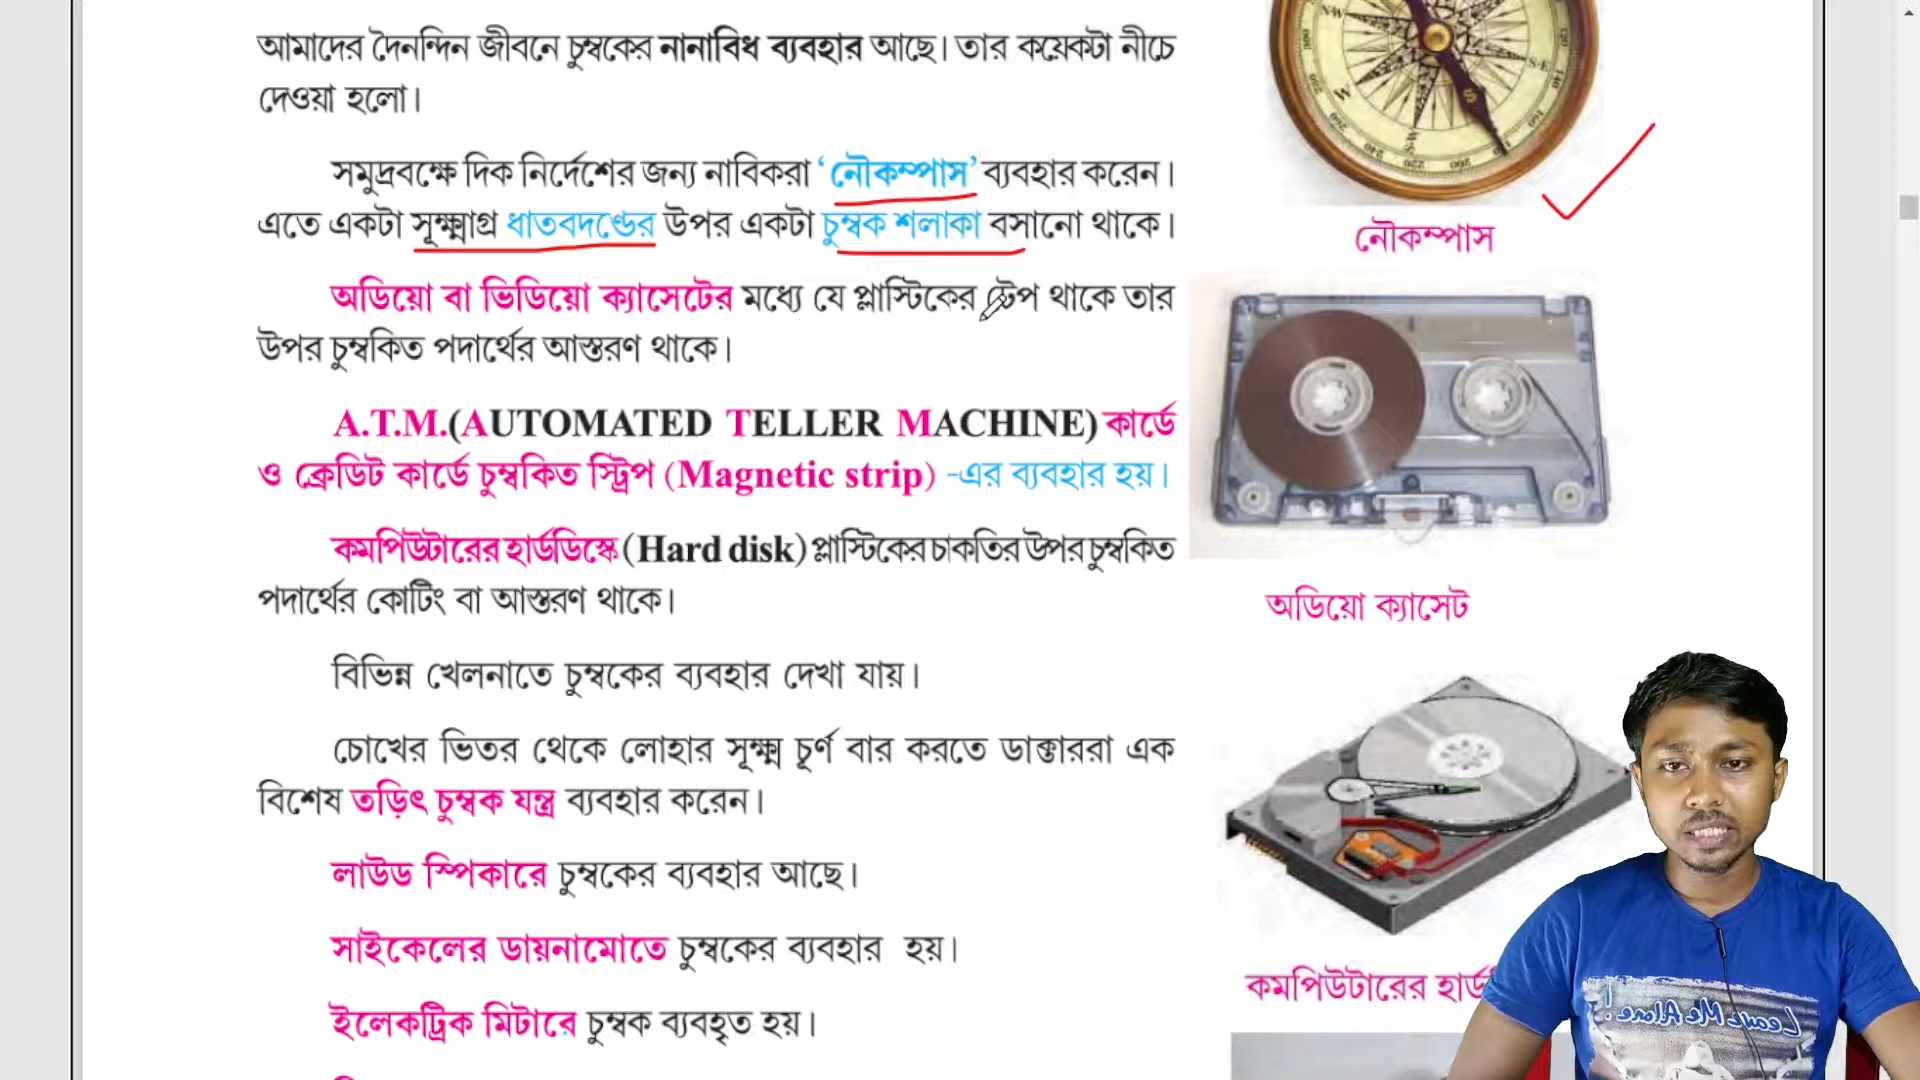 আমাদের দৈনন্দিন জীবনে চুম্বকের নানাবিধ ব্যবহার আছে। তার কয়েকটা নীচে
দেওয়া হলো।
সমুদ্রবক্ষে দিক নির্দেশের জন্য নাবিকরা ‘নৌকম্পাস’ ব্যবহার করেন।
এতে একটা সূক্ষ্মাগ্র ধাতবদণ্ডের উপর একটা চুম্বক শলাকা বসানো থাকে।
নৌকম্পাস
অডিয়ো বা ভিডিয়ো ক্যাসেটের মধ্যে যে প্লাস্টিকের টেপ থাকে তার
উপর চুম্বকিত পদার্থের আস্তরণ থাকে।
A.T.M.(AUTOMATED TELLER MACHINE) কার্ডে
ও ক্রেডিট কার্ডে চুম্বকিত স্ট্রিপ (Magnetic strip) -এর ব্যবহার হয়।
কমপিউটারের হার্ডডিস্কে (Hard disk) প্লাস্টিকের চাকতির উপর চুম্বকিত
পদার্থের কোটিং বা আস্তরণ থাকে।
অডিয়ো ক্যাসেট
বিভিন্ন খেলনাতে চুম্বকের ব্যবহার দেখা যায়।
চোখের ভিতর থেকে লোহার সূক্ষ্ম চূর্ণ বার করতে ডাক্তাররা এক
বিশেষ তড়িৎ চুম্বক যন্ত্র ব্যবহার করেন।
লাউড স্পিকারে চুম্বকের ব্যবহার আছে।
সাইকেলের ডায়নামোতে চুম্বকের ব্যবহার হয়।
কমপিউটারের হার্ড
ইলেকট্রিক মিটারে চুম্বক ব্যবহৃত হয়।
Leave Me Alone!